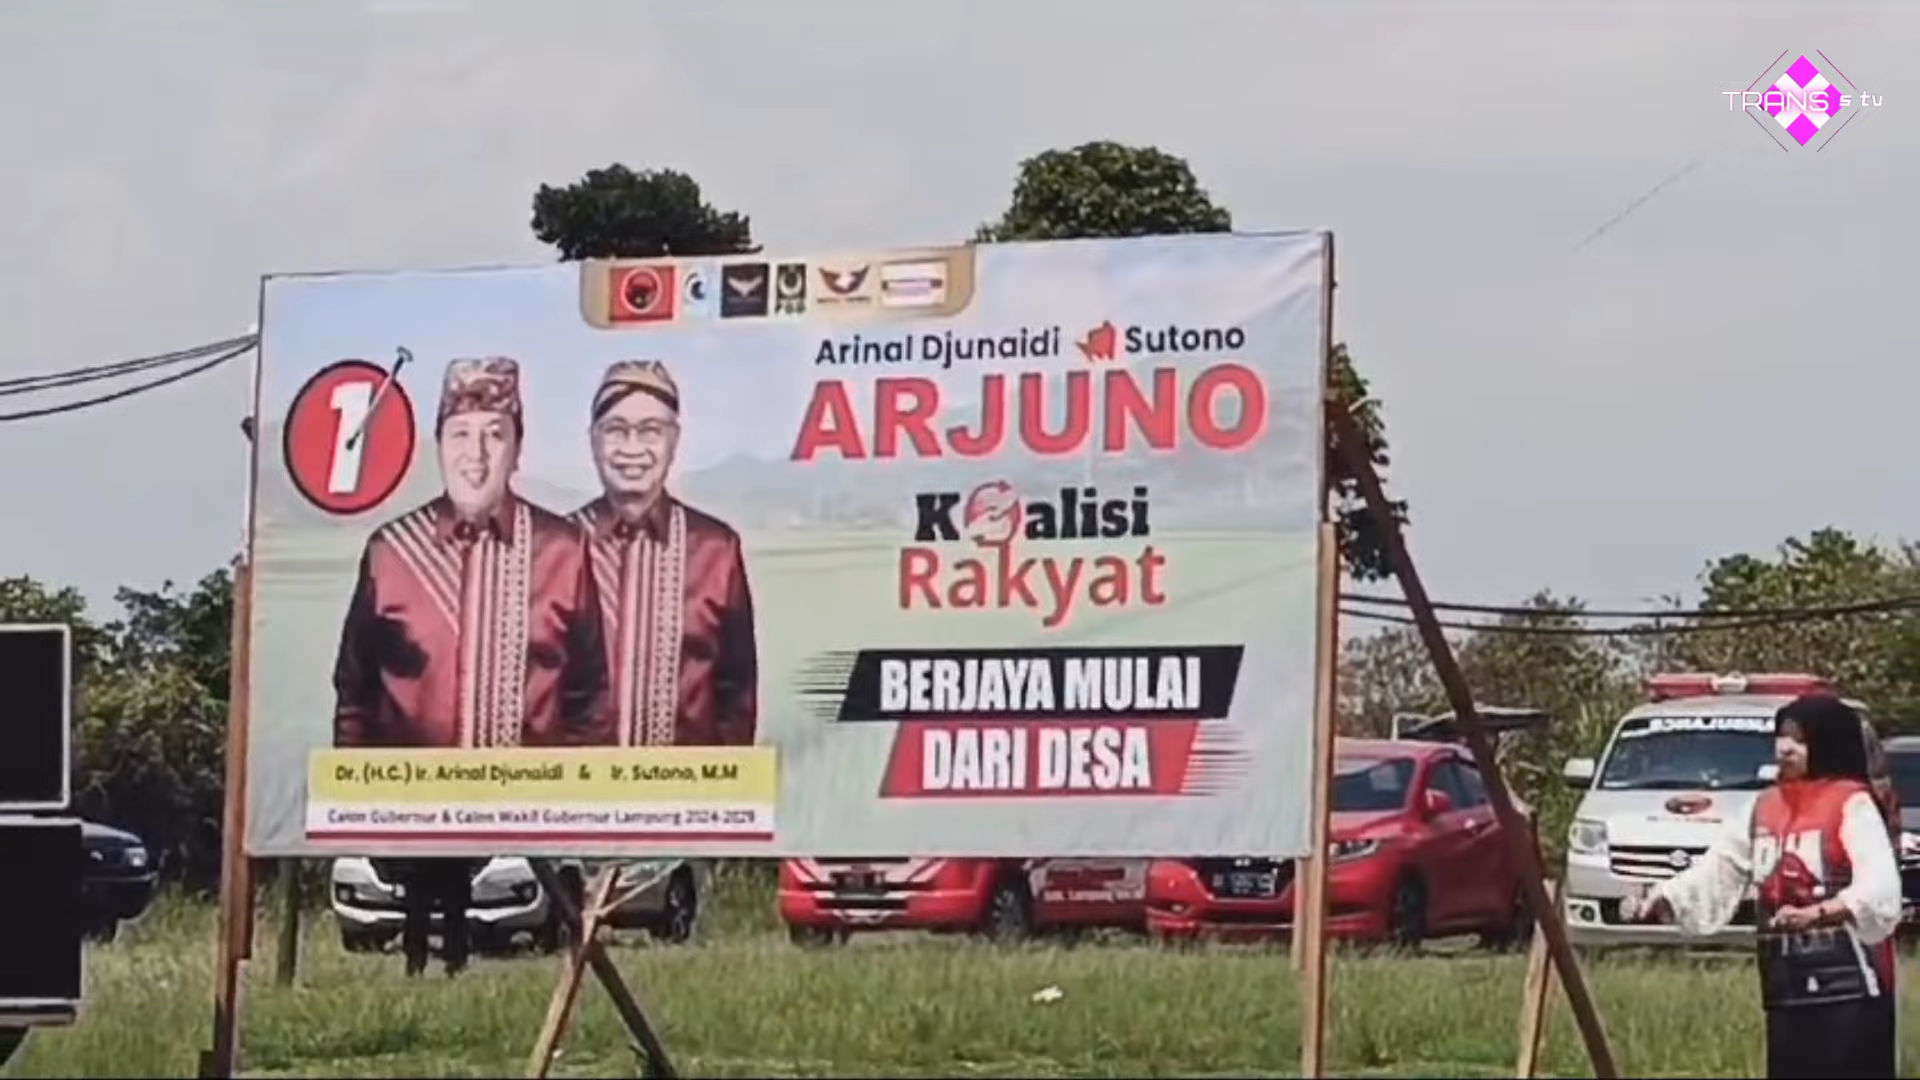 TRANS s tv
PBB
Arinal Djunaidi Sutono
ARJUNO
1
Koalisi
Rakyat
BERJAYA MULAI
DARI DESA
Dr. (H.C.) Ir. Arinal Djunaidi & Ir. Sutono, M.M
Calon Gubernur & Calon Wakil Gubernur Lampung 2024-2029